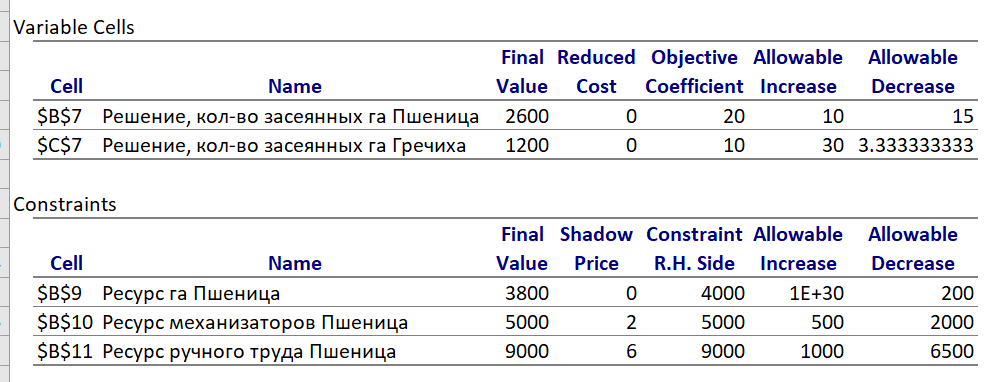 Variable Cells
Final Reduced Objective Allowable Allowable
Cell Name Value Cost Coefficient Increase Decrease
$B$7 Решение, кол-во засеянных га Пшеница 2600 0 20 10 15
$C$7 Решение, кол-во засеянных га Гречиха 1200 0 10 30 3.333333333
Constraints
Final Shadow Constraint Allowable Allowable
Cell Name Value Price R.H. Side Increase Decrease
$B$9 Ресурс га Пшеница 3800 0 4000 1E+30 200
$B$10 Ресурс механизаторов Пшеница 5000 2 5000 500 2000
$B$11 Ресурс ручного труда Пшеница 9000 6 9000 1000 6500